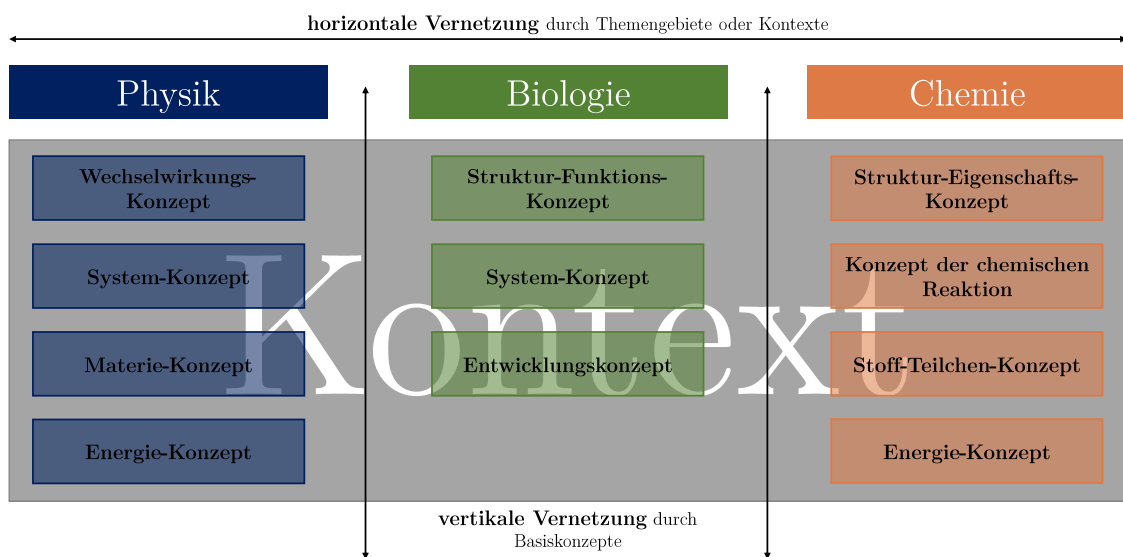 horizontale Vernetzung durch Themengebiete oder Kontexte
Physik
Biologie
Chemie
Wechselwirkungs-
Konzept
Struktur-Funktions-
Konzept
Struktur-Eigenschafts-
Konzept
System-Konzept
System-Konzept
Konzept der chemischen
Reaktion
Kontext
Materie-Konzept
Entwicklungskonzept
Stoff-Teilchen-Konzept
Energie-Konzept
Energie-Konzept
vertikale Vernetzung durch
Basiskonzepte